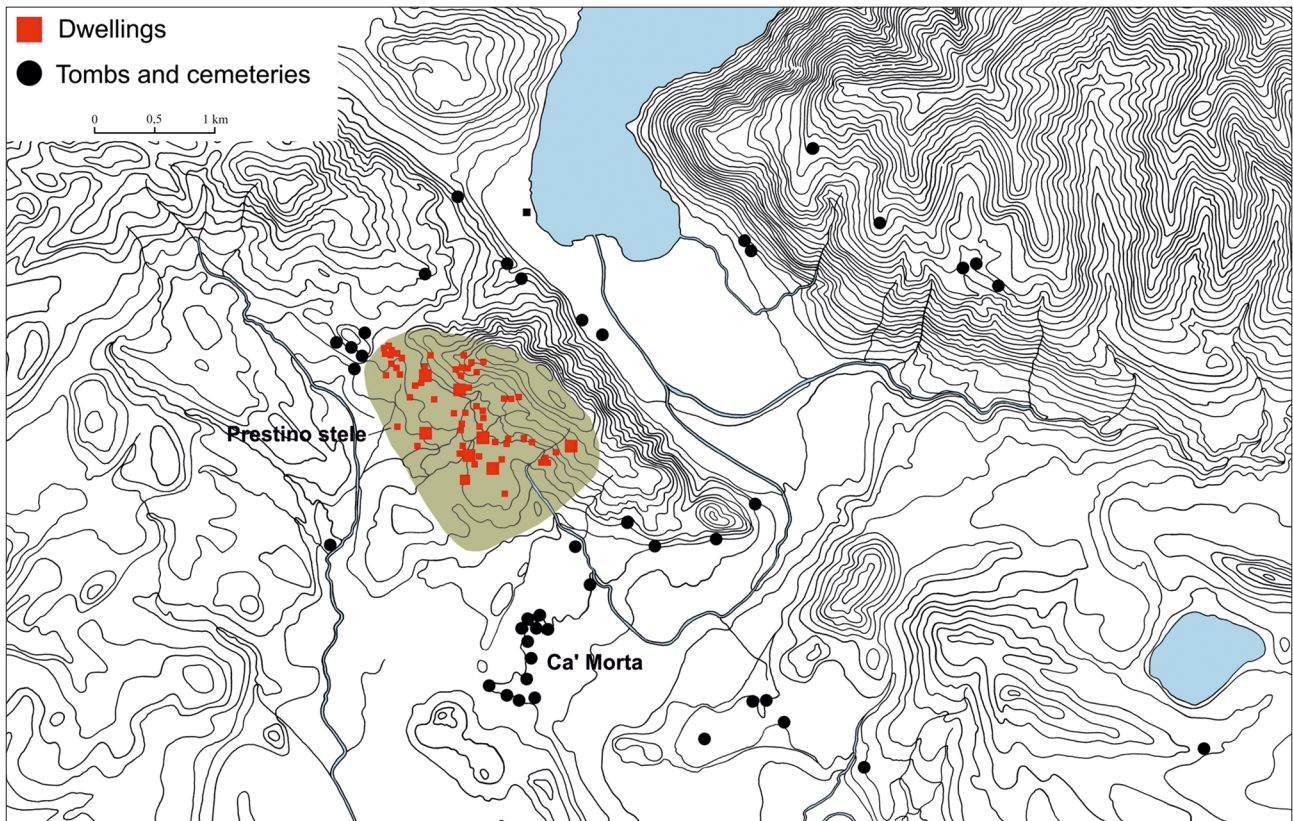 Dwellings
Tombs and cemeteries
0 0,5 1 km
Prestino stele
Ca' Morta